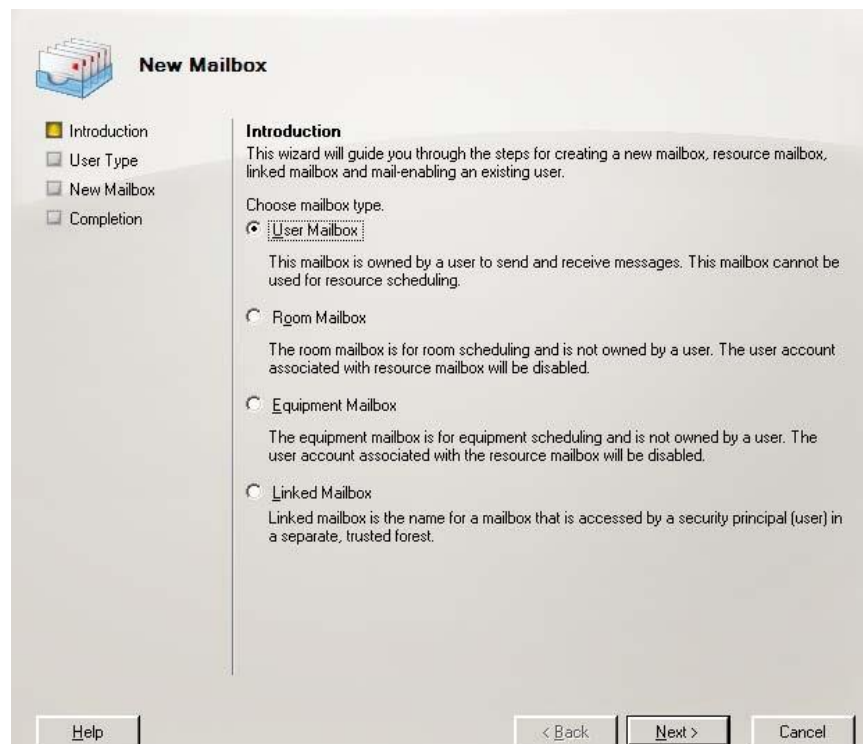 New Mailbox
Introduction
User Type
New Mailbox
Completion
Introduction
This wizard will guide you through the steps for creating a new mailbox, resource mailbox,
linked mailbox and mail-enabling an existing user.
Choose mailbox type.
User Mailbox
This mailbox is owned by a user to send and receive messages. This mailbox cannot be
used for resource scheduling.
Room Mailbox
The room mailbox is for room scheduling and is not owned by a user. The user account
associated with resource mailbox will be disabled.
Equipment Mailbox
The equipment mailbox is for equipment scheduling and is not owned by a user. The
user account associated with the resource mailbox will be disabled.
Linked Mailbox
Linked mailbox is the name for a mailbox that is accessed by a security principal (user) in
a separate, trusted forest.
Help
< Back
Next >
Cancel